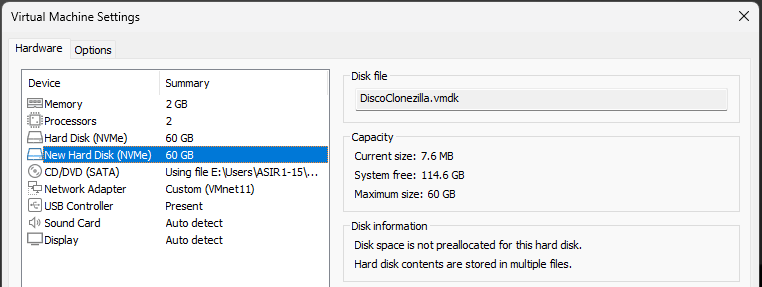 Virtual Machine Settings
Hardware Options
Device Summary
Memory 2 GB
Processors 2
Hard Disk (NVMe) 60 GB
New Hard Disk (NVMe) 60 GB
CD/DVD (SATA) Using file E:\Users\ASIR1-15\...
Network Adapter Custom (VMnet11)
USB Controller Present
Sound Card Auto detect
Display Auto detect
Disk file
DiscoClonezilla.vmdk
Capacity
Current size: 7.6 MB
System free: 114.6 GB
Maximum size: 60 GB
Disk information
Disk space is not preallocated for this hard disk.
Hard disk contents are stored in multiple files.